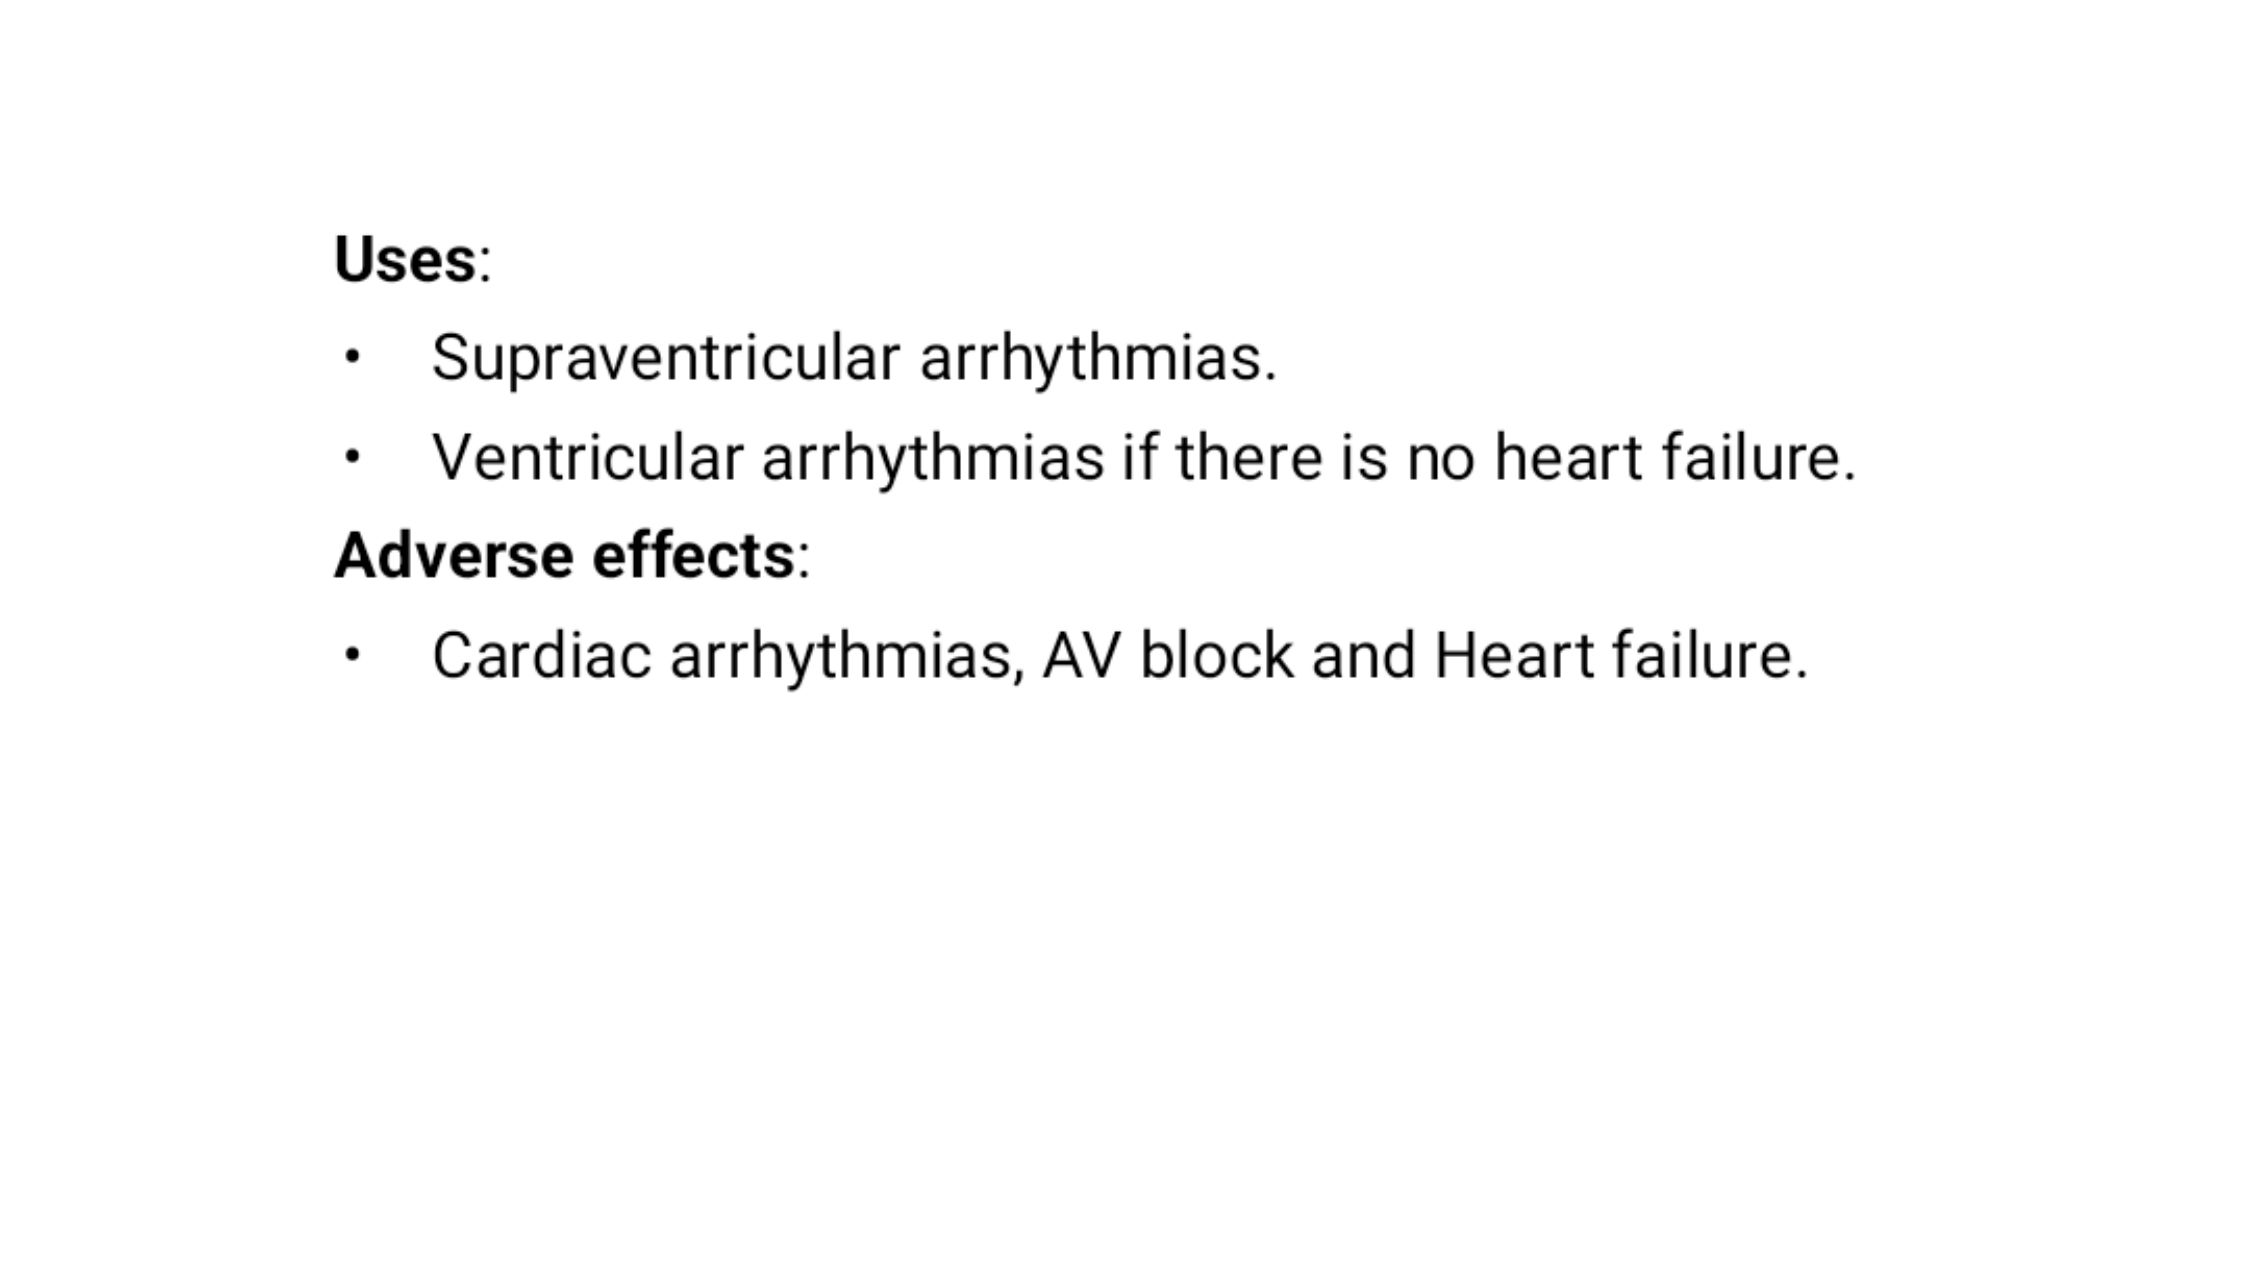 Uses:
• Supraventricular arrhythmias.
• Ventricular arrhythmias if there is no heart failure.
Adverse effects:
• Cardiac arrhythmias, AV block and Heart failure.